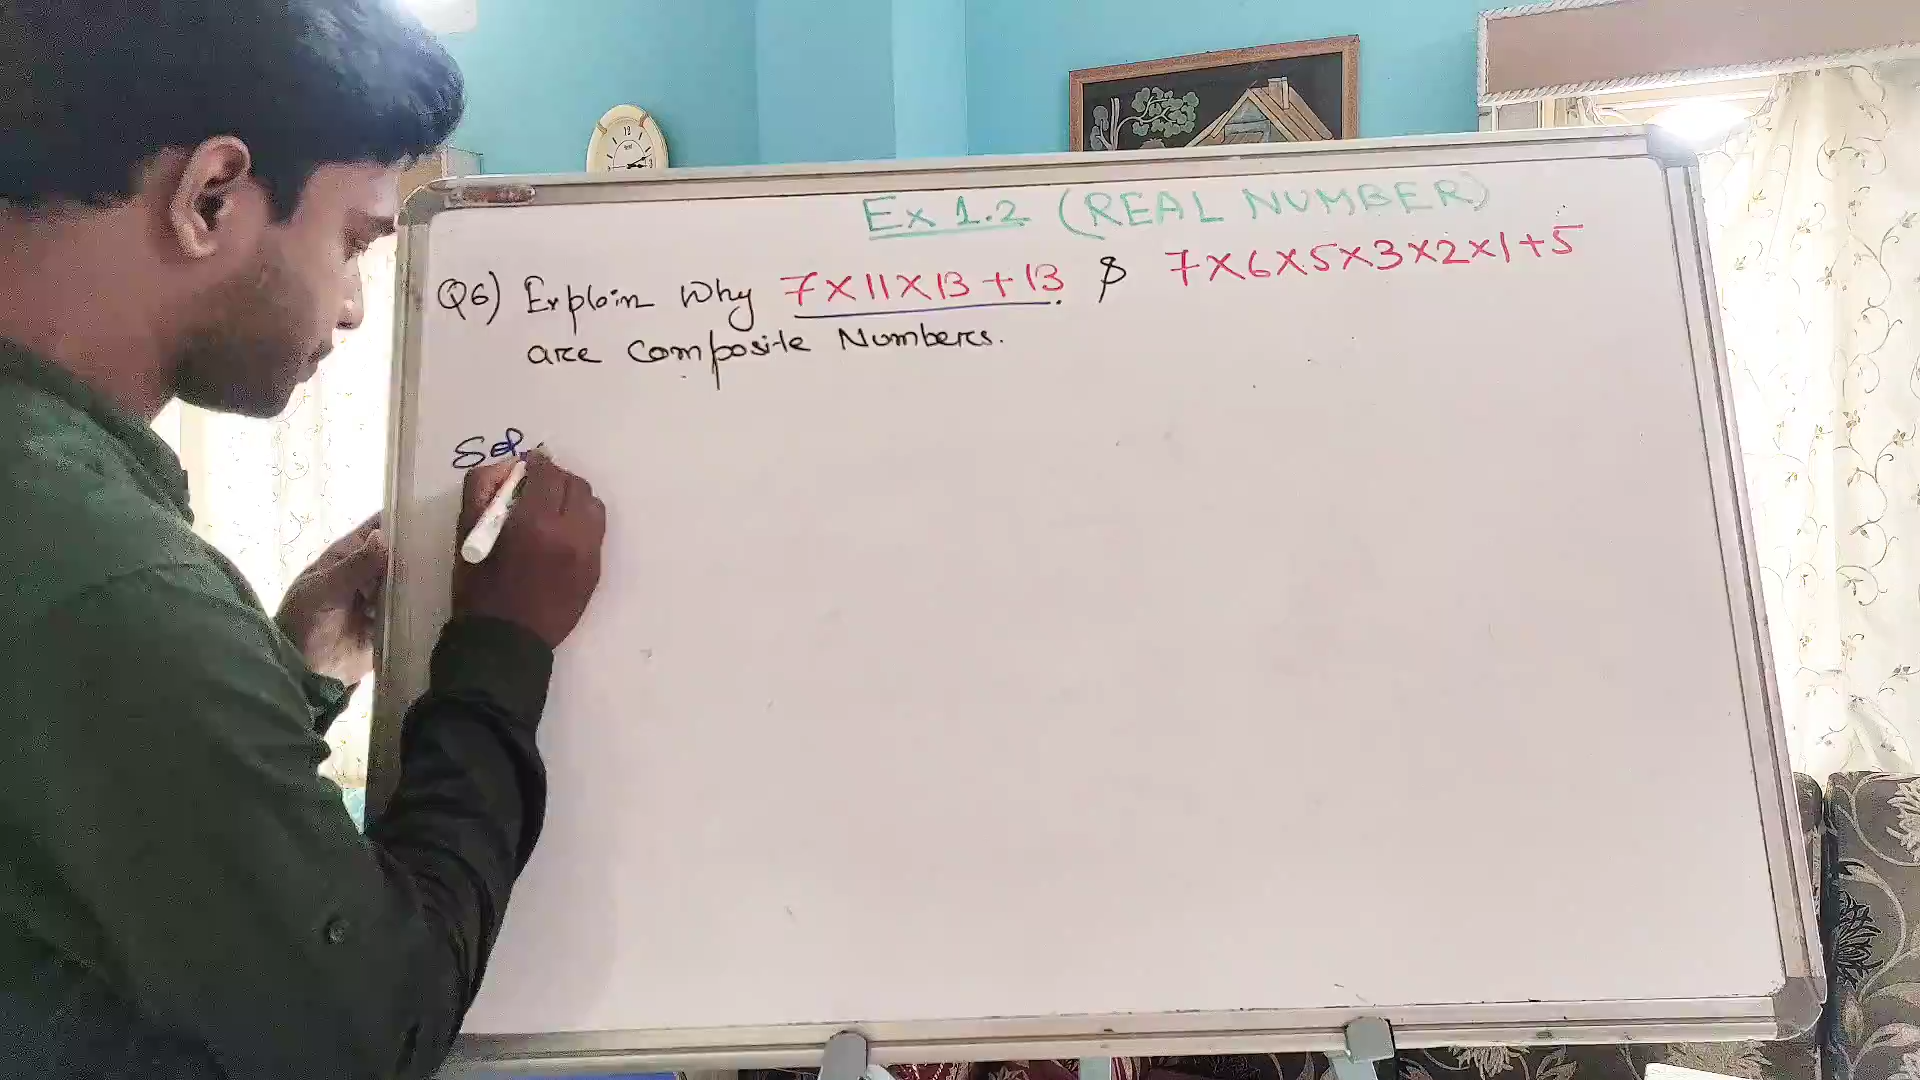 Ex 1.2 (REAL NUMBER)
Q6) Explain Why 7×11×13+13 & 7×6×5×3×2×1+5
are Composite Numbers.
Sol